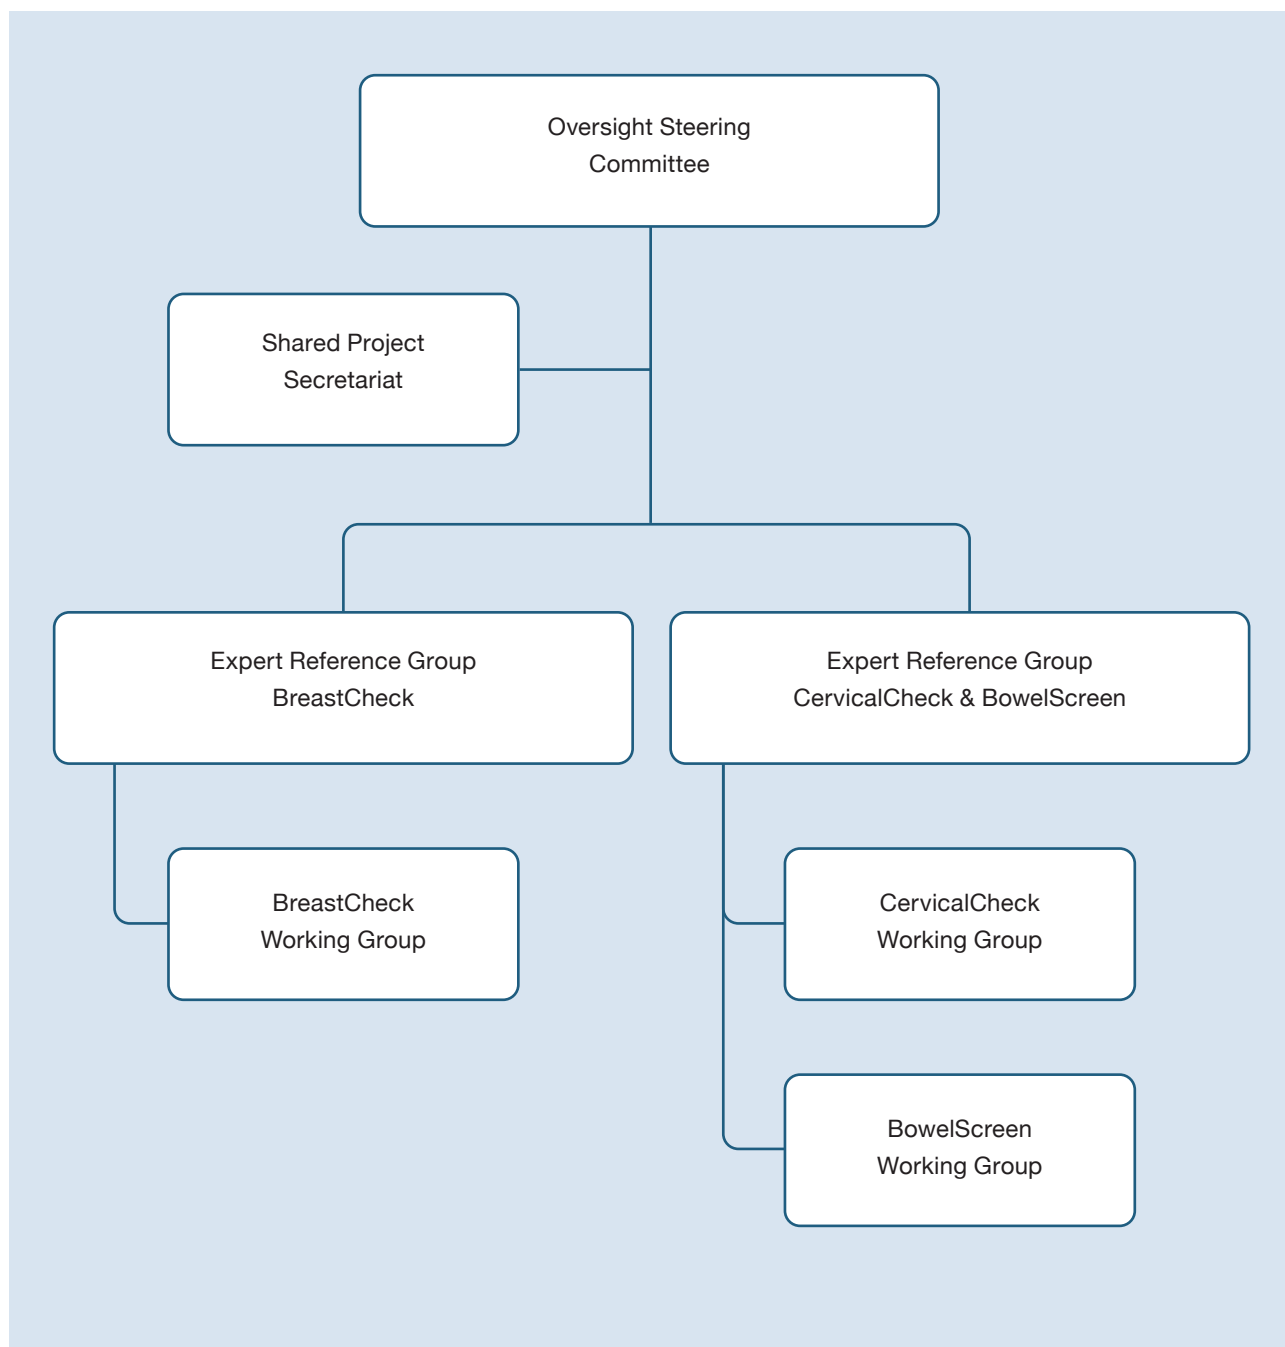 Oversight Steering
Committee
Shared Project
Secretariat
Expert Reference Group
BreastCheck
Expert Reference Group
CervicalCheck & BowelScreen
BreastCheck
Working Group
CervicalCheck
Working Group
BowelScreen
Working Group